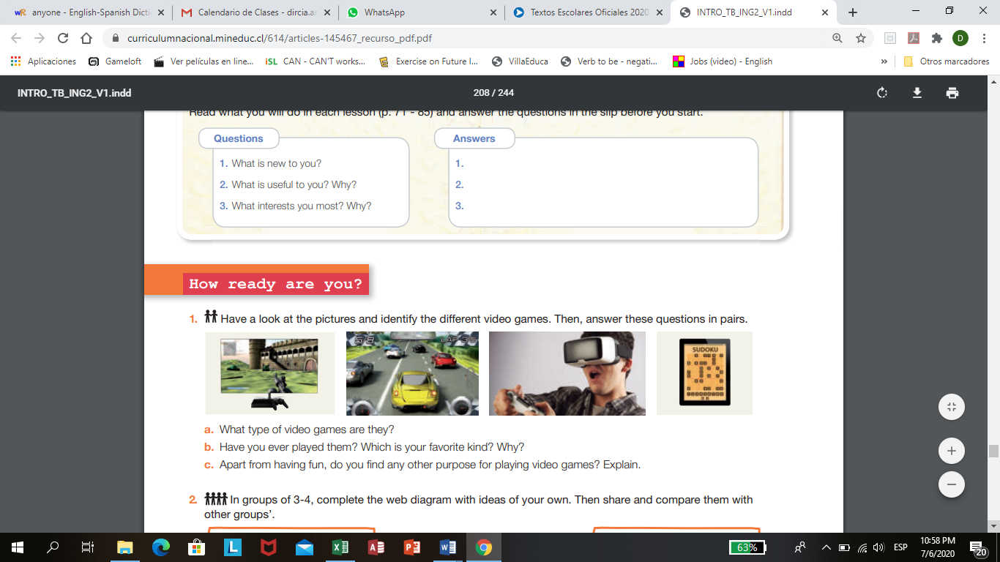 anyone - English-Spanish Dicti
Calendario de Clases - dircia.ar
WhatsApp
Textos Escolares Oficiales 2020
INTRO_TB_ING2_V1.indd
curriculumnacional.mineduc.cl/614/articles-145467_recurso_pdf.pdf
D
Aplicaciones
Gameloft
Ver películas en line...
iSL
CAN - CAN'T works...
Exercise on Future I...
VillaEduca
Verb to be - negati...
Jobs (video) - English
»
Otros marcadores
INTRO_TB_ING2_V1.indd
208 / 244
Read what you will do in each lesson (p. 71 - 85) and answer the questions in the slip before you start.
Questions
1. What is new to you?
2. What is useful to you? Why?
3. What interests you most? Why?
Answers
1.
2.
3.
How ready are you?
1. Have a look at the pictures and identify the different video games. Then, answer these questions in pairs.
5/6
LAP 3/5
SUDOKU
a. What type of video games are they?
b. Have you ever played them? Which is your favorite kind? Why?
c. Apart from having fun, do you find any other purpose for playing video games? Explain.
2. In groups of 3-4, complete the web diagram with ideas of your own. Then share and compare them with
other groups'.
63%
ESP
10:58 PM
7/6/2020
20